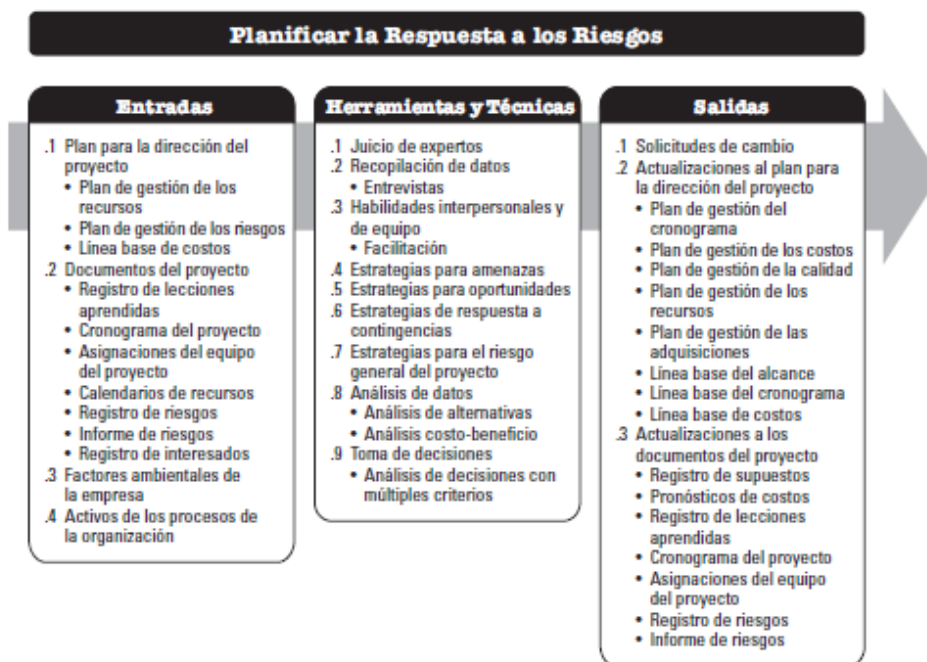 Planificar la Respuesta a los Riesgos
Entradas
.1 Plan para la dirección del
proyecto
• Plan de gestión de los
recursos
• Plan de gestión de los riesgos
• Línea base de costos
.2 Documentos del proyecto
• Registro de lecciones
aprendidas
• Cronograma del proyecto
• Asignaciones del equipo
del proyecto
• Calendarios de recursos
• Registro de riesgos
• Informe de riesgos
• Registro de interesados
.3 Factores ambientales de
la empresa
.4 Activos de los procesos de
la organización
Herramientas y Técnicas
.1 Juicio de expertos
.2 Recopilación de datos
• Entrevistas
.3 Habilidades interpersonales y
de equipo
• Facilitación
.4 Estrategias para amenazas
.5 Estrategias para oportunidades
.6 Estrategias de respuesta a
contingencias
.7 Estrategias para el riesgo
general del proyecto
.8 Análisis de datos
• Análisis de alternativas
• Análisis costo-beneficio
.9 Toma de decisiones
• Análisis de decisiones con
múltiples criterios
Salidas
.1 Solicitudes de cambio
.2 Actualizaciones al plan para
la dirección del proyecto
• Plan de gestión del
cronograma
• Plan de gestión de los costos
• Plan de gestión de la calidad
• Plan de gestión de los
recursos
• Plan de gestión de las
adquisiciones
• Línea base del alcance
• Línea base del cronograma
• Línea base de costos
.3 Actualizaciones a los
documentos del proyecto
• Registro de supuestos
• Pronósticos de costos
• Registro de lecciones
aprendidas
• Cronograma del proyecto
• Asignaciones del equipo
del proyecto
• Registro de riesgos
• Informe de riesgos